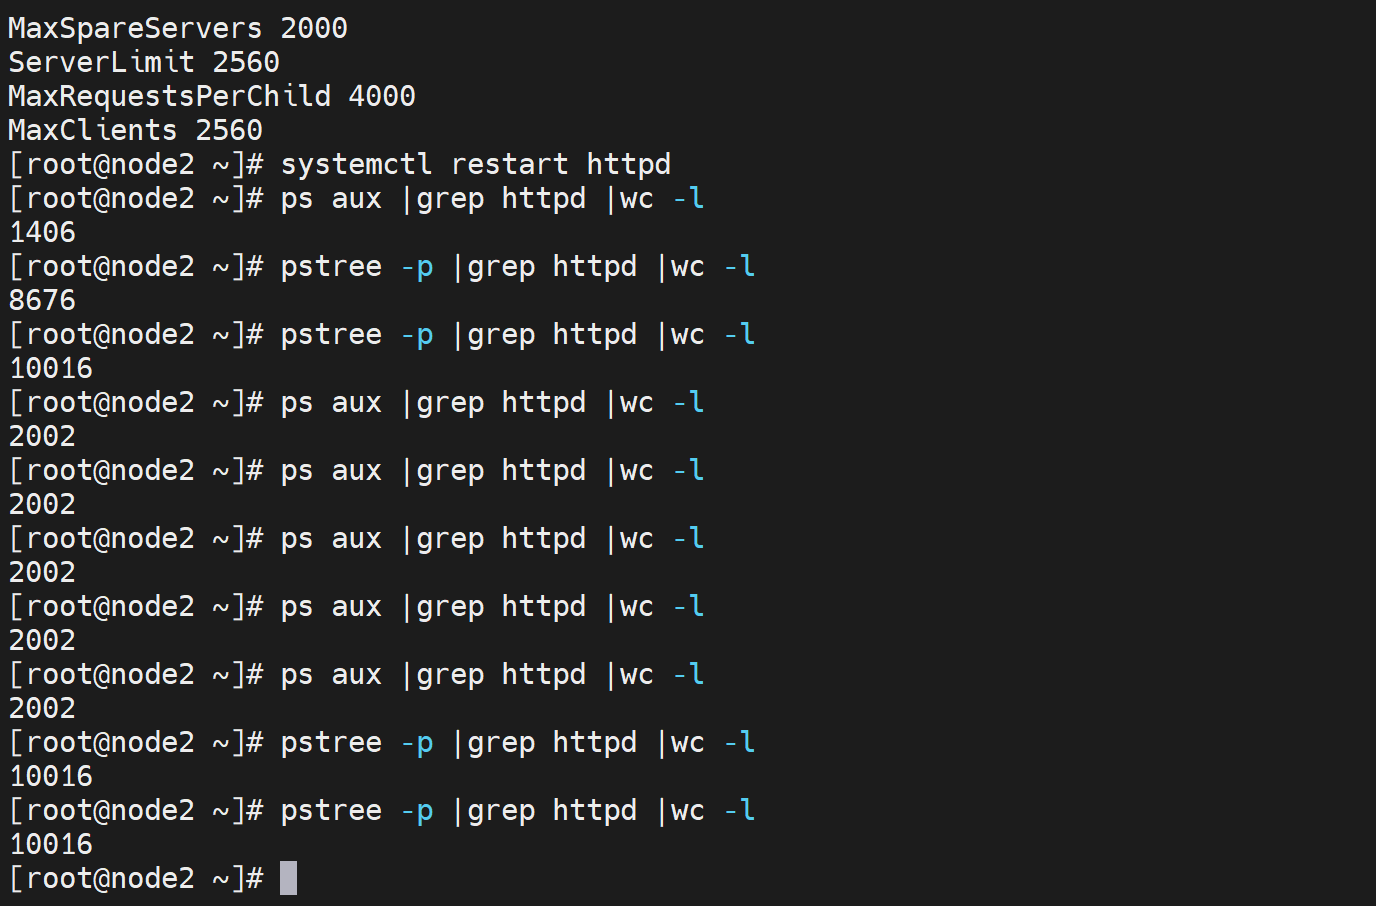 MaxSpareServers 2000
ServerLimit 2560
MaxRequestsPerChild 4000
MaxClients 2560
[root@node2 ~]# systemctl restart httpd
[root@node2 ~]# ps aux |grep httpd |wc -l
1406
[root@node2 ~]# pstree -p |grep httpd |wc -l
8676
[root@node2 ~]# pstree -p |grep httpd |wc -l
10016
[root@node2 ~]# ps aux |grep httpd |wc -l
2002
[root@node2 ~]# ps aux |grep httpd |wc -l
2002
[root@node2 ~]# ps aux |grep httpd |wc -l
2002
[root@node2 ~]# ps aux |grep httpd |wc -l
2002
[root@node2 ~]# ps aux |grep httpd |wc -l
2002
[root@node2 ~]# pstree -p |grep httpd |wc -l
10016
[root@node2 ~]# pstree -p |grep httpd |wc -l
10016
[root@node2 ~]#